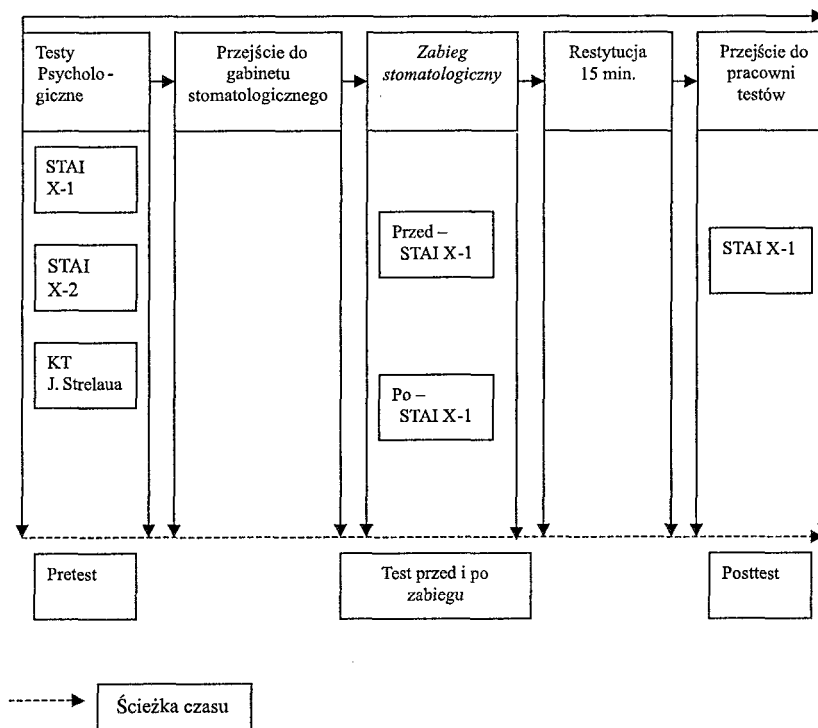 Testy
Psycholo-
giczne
Przejście do
gabinetu
stomatologicznego
Zabieg
stomatologiczny
Restytucja
15 min.
Przejście do
pracowni
testów
STAI
X-1
STAI
X-2
KT
J. Strelaua
Przed –
STAI X-1
Po –
STAI X-1
STAI X-1
Pretest
Test przed i po
zabiegu
Posttest
Ścieżka czasu